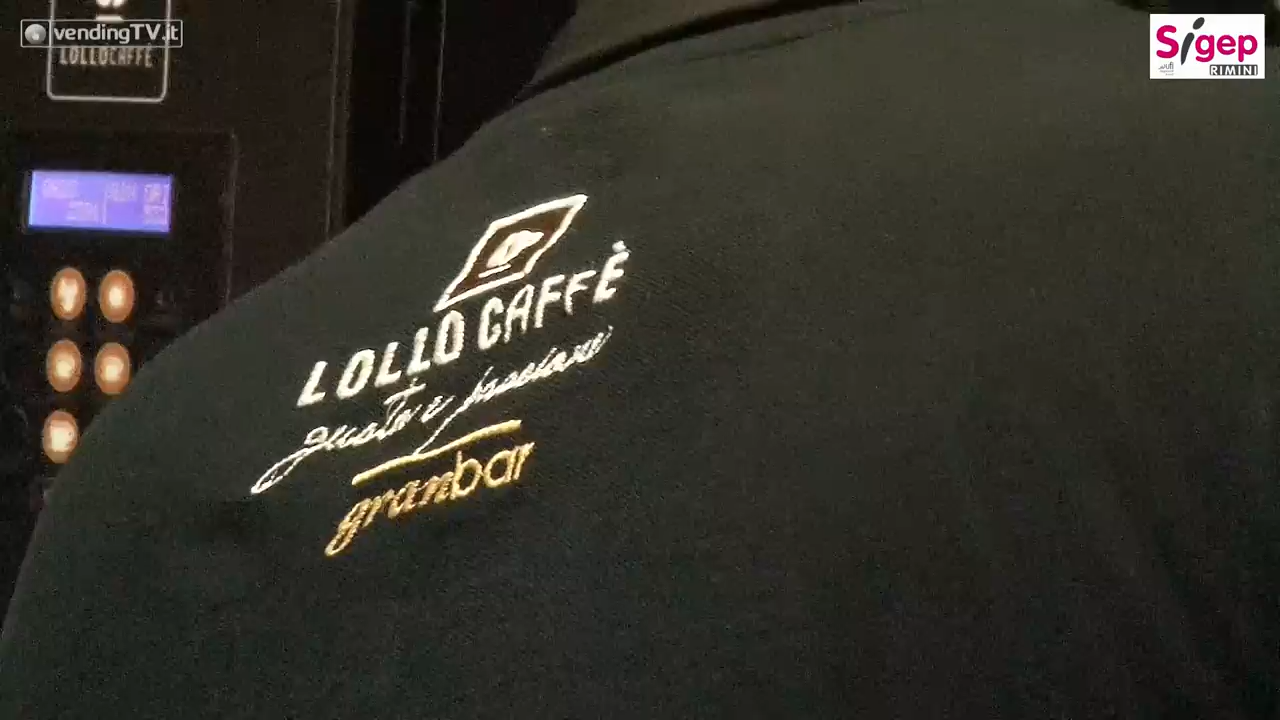 vendingTV.it
LOLLOCAFFÈ
Sigep
RIMINI
LOLLO CAFFÈ
gusto e passione
granbar